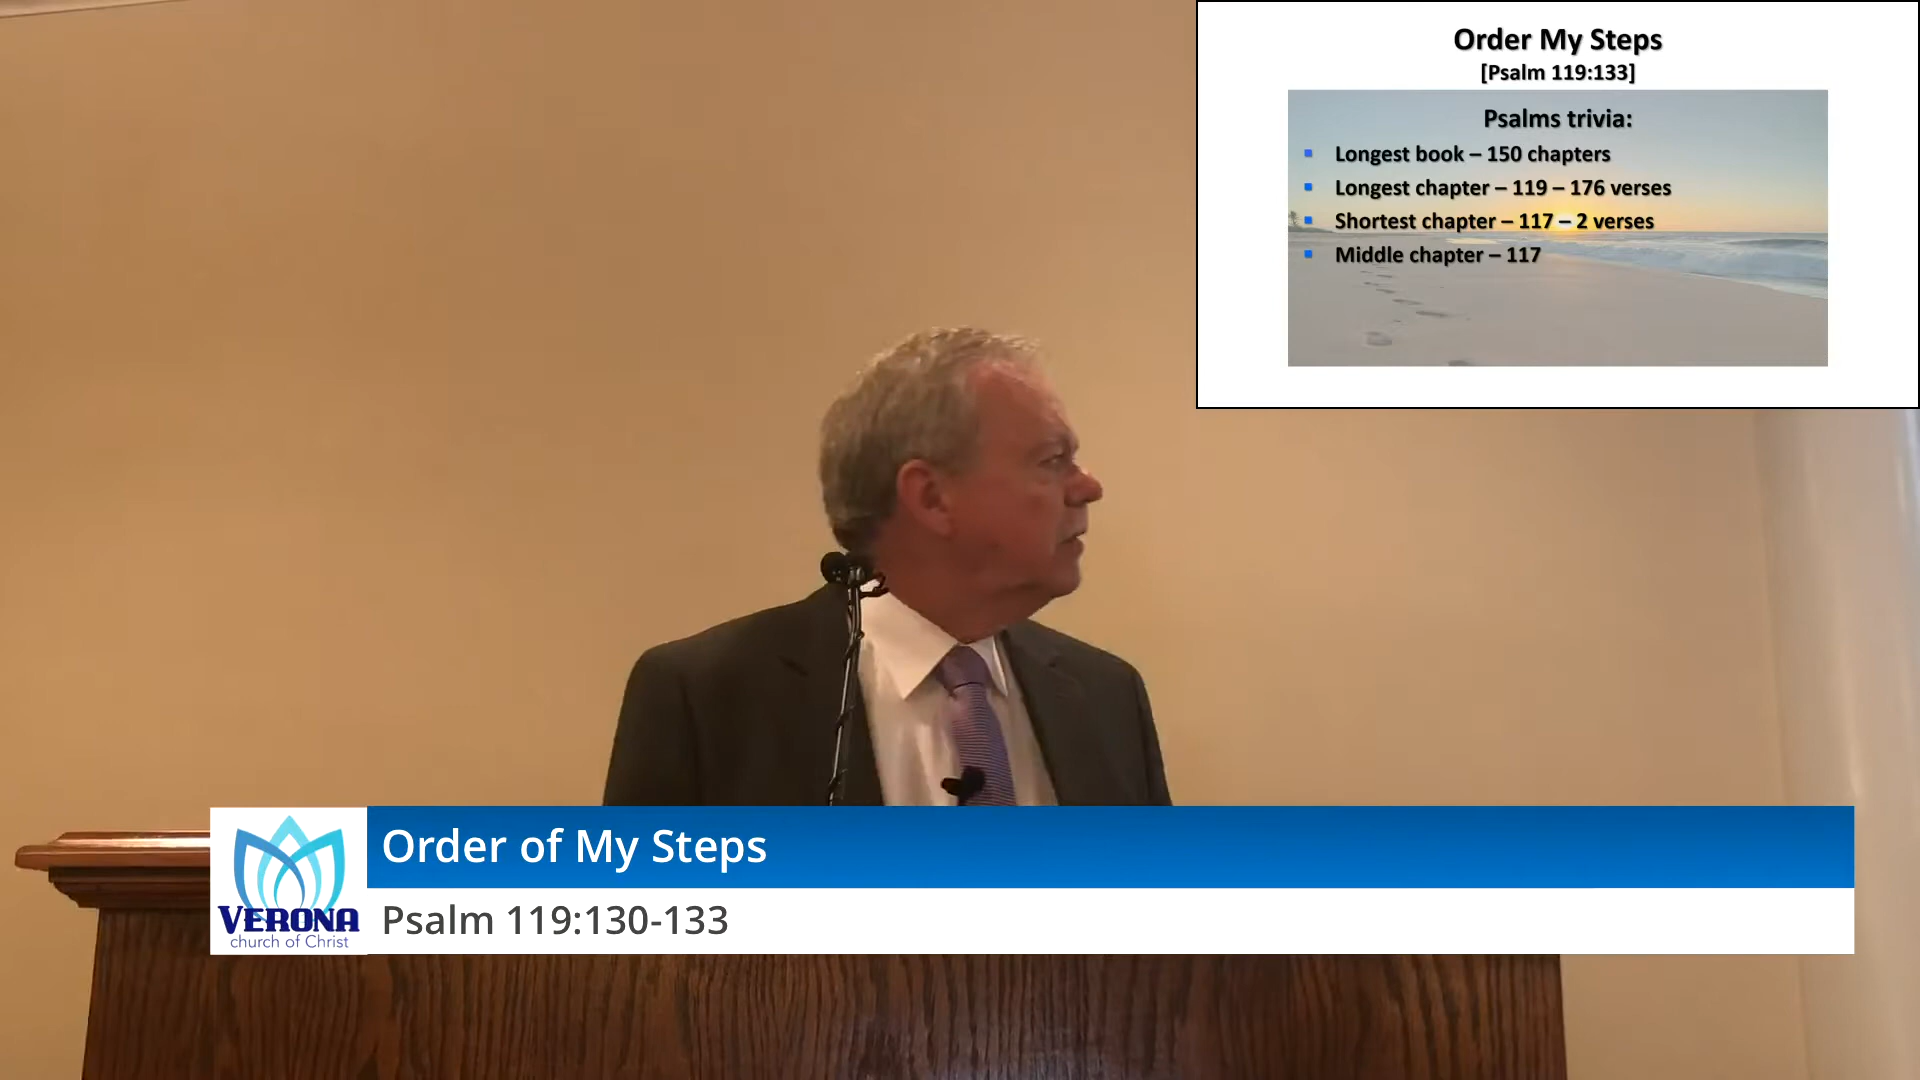 Order My Steps
[Psalm 119:133]
Psalms trivia:
Longest book – 150 chapters
Longest chapter – 119 – 176 verses
Shortest chapter – 117 – 2 verses
Middle chapter – 117
Order of My Steps
Psalm 119:130-133
VERONA
church of Christ